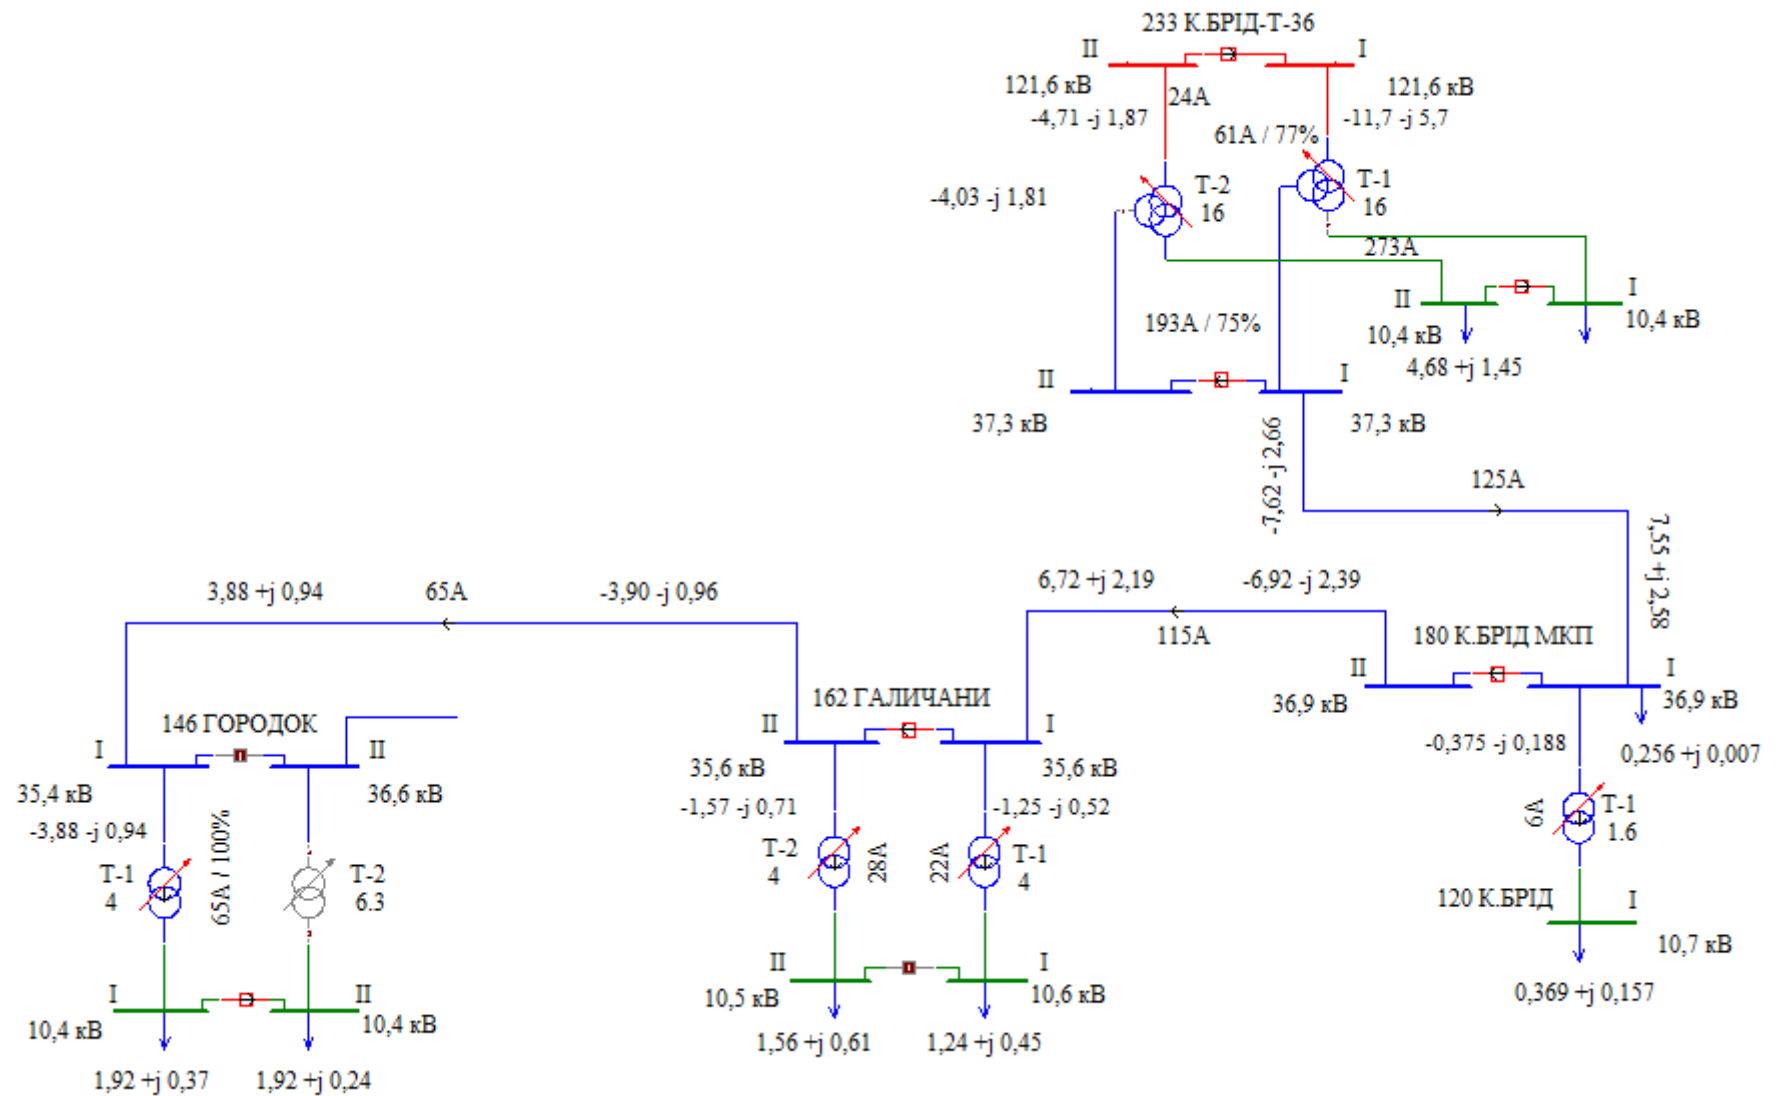 233 К.БРІД-Т-36
II
I
121,6 кВ
121,6 кВ
24А
-4,71 -j 1,87
-11,7 -j 5,7
61А / 77%
Т-2
16
Т-1
16
-4,03 -j 1,81
273А
II
I
10,4 кВ
10,4 кВ
4,68 +j 1,45
193А / 75%
II
I
37,3 кВ
37,3 кВ
-7,62 -j 2,66
125А
7,55 +j 2,58
3,88 +j 0,94
65А
-3,90 -j 0,96
6,72 +j 2,19
-6,92 -j 2,39
115А
180 К.БРІД МКП
II
I
36,9 кВ
36,9 кВ
-0,375 -j 0,188
0,256 +j 0,007
6А
Т-1
1.6
120 К.БРІД
I
10,7 кВ
0,369 +j 0,157
162 ГАЛИЧАНИ
II
I
35,6 кВ
35,6 кВ
-1,57 -j 0,71
-1,25 -j 0,52
Т-2
4
28А
22А
Т-1
4
II
I
10,5 кВ
10,6 кВ
1,56 +j 0,61
1,24 +j 0,45
146 ГОРОДОК
I
II
35,4 кВ
36,6 кВ
-3,88 -j 0,94
65А / 100%
Т-1
4
Т-2
6.3
I
II
10,4 кВ
10,4 кВ
1,92 +j 0,37
1,92 +j 0,24